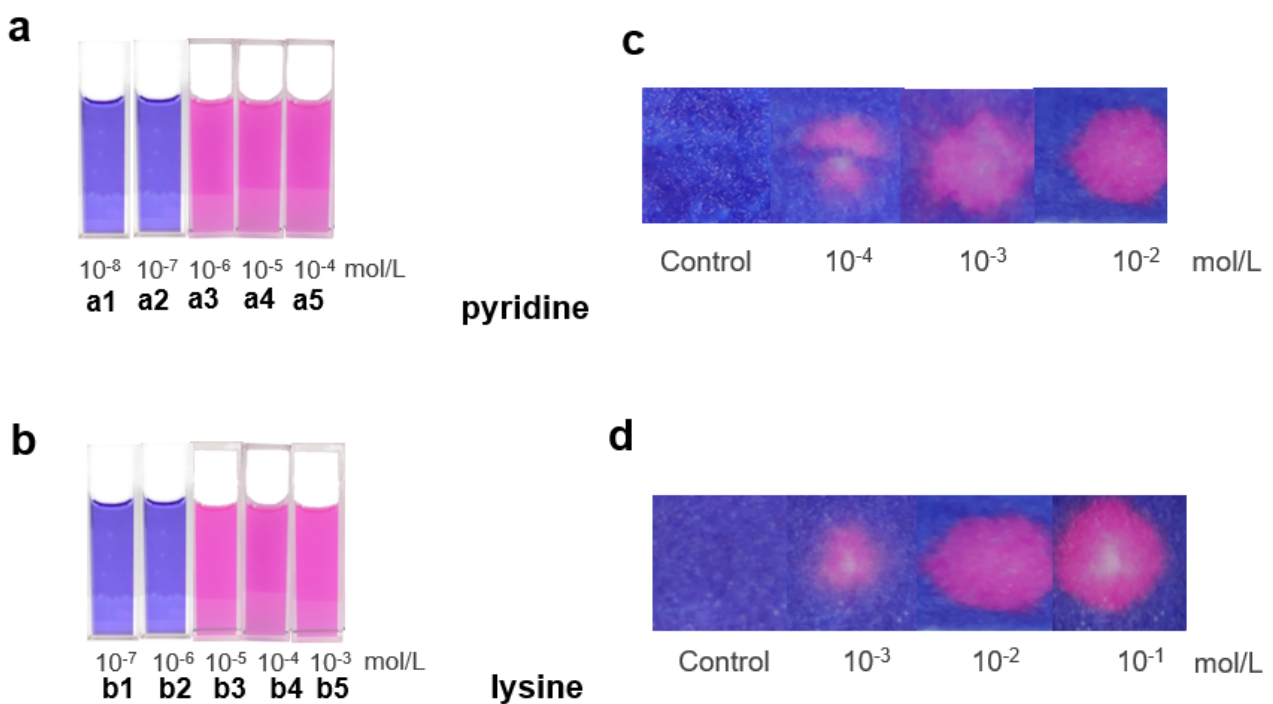 a
10⁻⁸ 10⁻⁷ 10⁻⁶ 10⁻⁵ 10⁻⁴ mol/L
a1 a2 a3 a4 a5
pyridine
c
Control 10⁻⁴ 10⁻³ 10⁻² mol/L
b
10⁻⁷ 10⁻⁶ 10⁻⁵ 10⁻⁴ 10⁻³ mol/L
b1 b2 b3 b4 b5
lysine
d
Control 10⁻³ 10⁻² 10⁻¹ mol/L